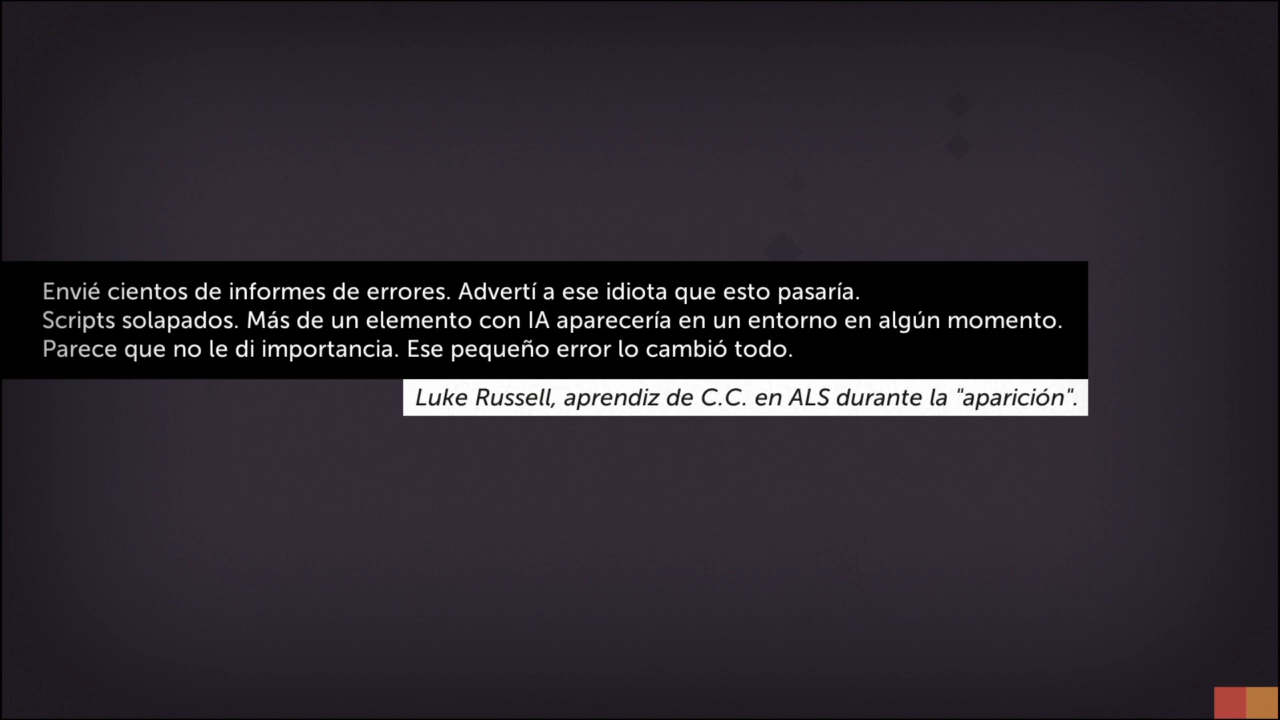 Envié cientos de informes de errores. Advertí a ese idiota que esto pasaría.
Scripts solapados. Más de un elemento con IA aparecería en un entorno en algún momento.
Parece que no le di importancia. Ese pequeño error lo cambió todo.
Luke Russell, aprendiz de C.C. en ALS durante la "aparición".